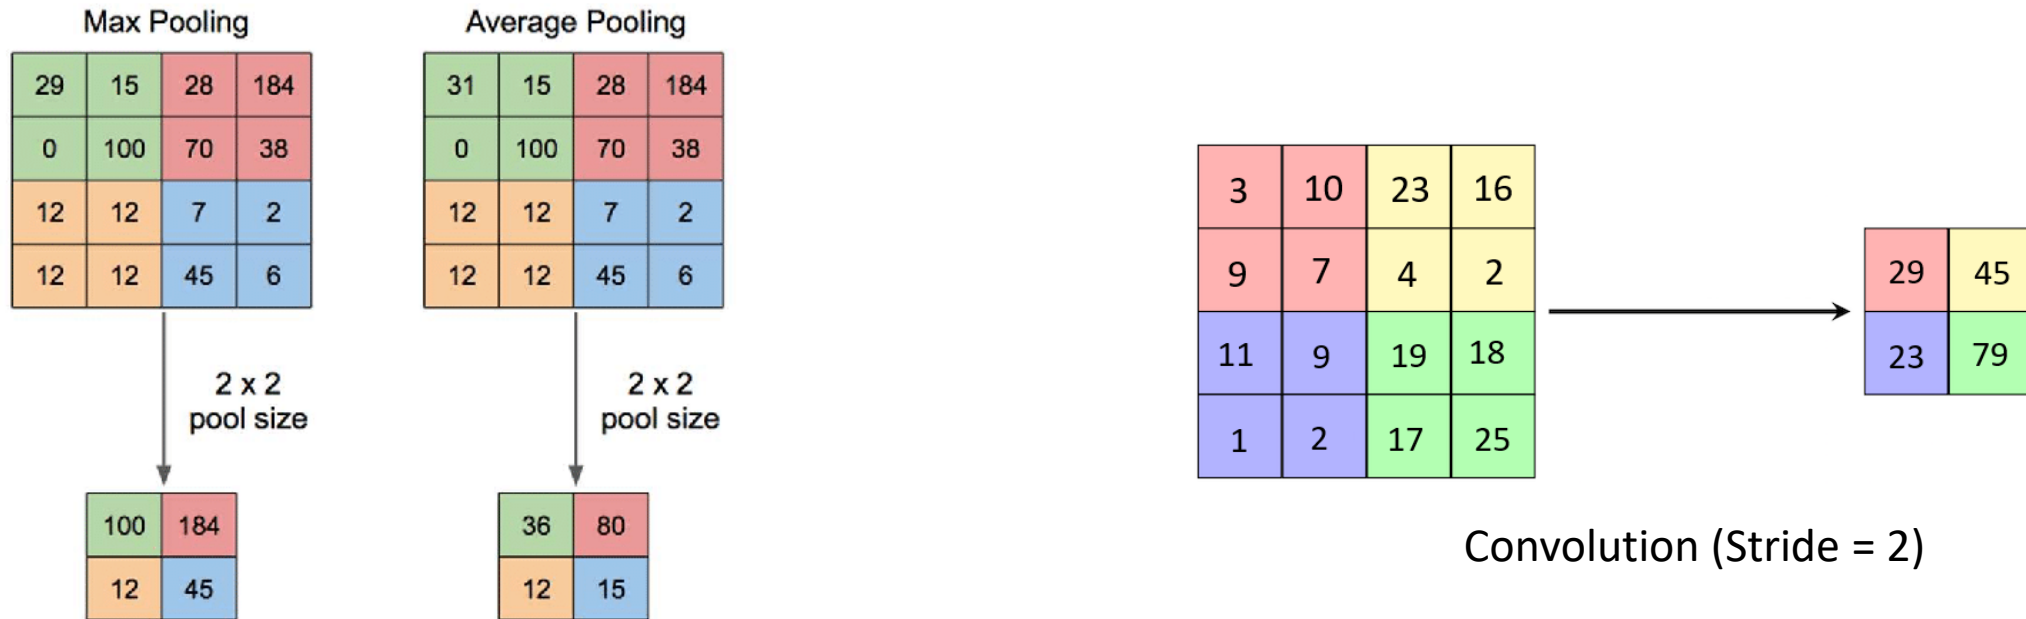 Max Pooling
29 15 28 184
0 100 70 38
12 12 7 2
12 12 45 6
2 x 2
pool size
100 184
12 45
Average Pooling
31 15 28 184
0 100 70 38
12 12 7 2
12 12 45 6
2 x 2
pool size
36 80
12 15
3 10 23 16
9 7 4 2
11 9 19 18
1 2 17 25
29 45
23 79
Convolution (Stride = 2)